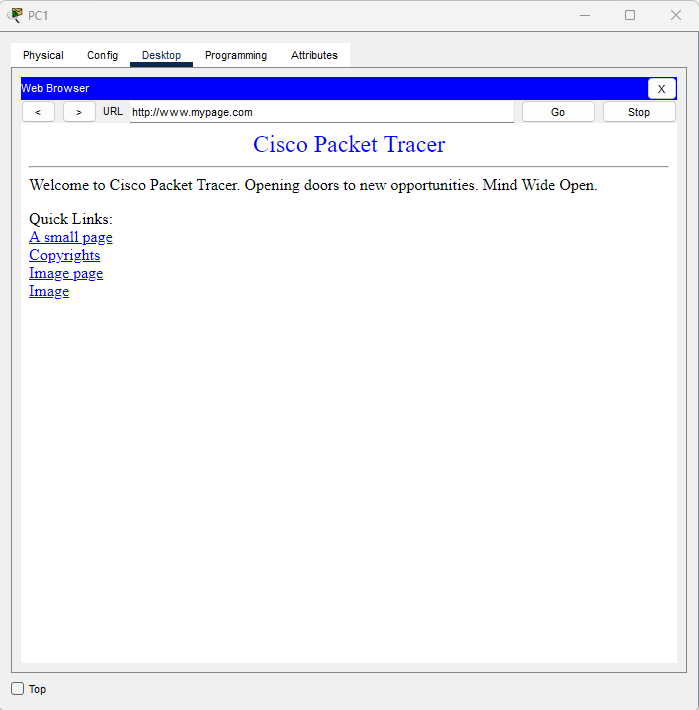 PC1
Physical Config Desktop Programming Attributes
Web Browser X
< > URL http://www.mypage.com Go Stop
Cisco Packet Tracer
Welcome to Cisco Packet Tracer. Opening doors to new opportunities. Mind Wide Open.
Quick Links:
A small page
Copyrights
Image page
Image
Top